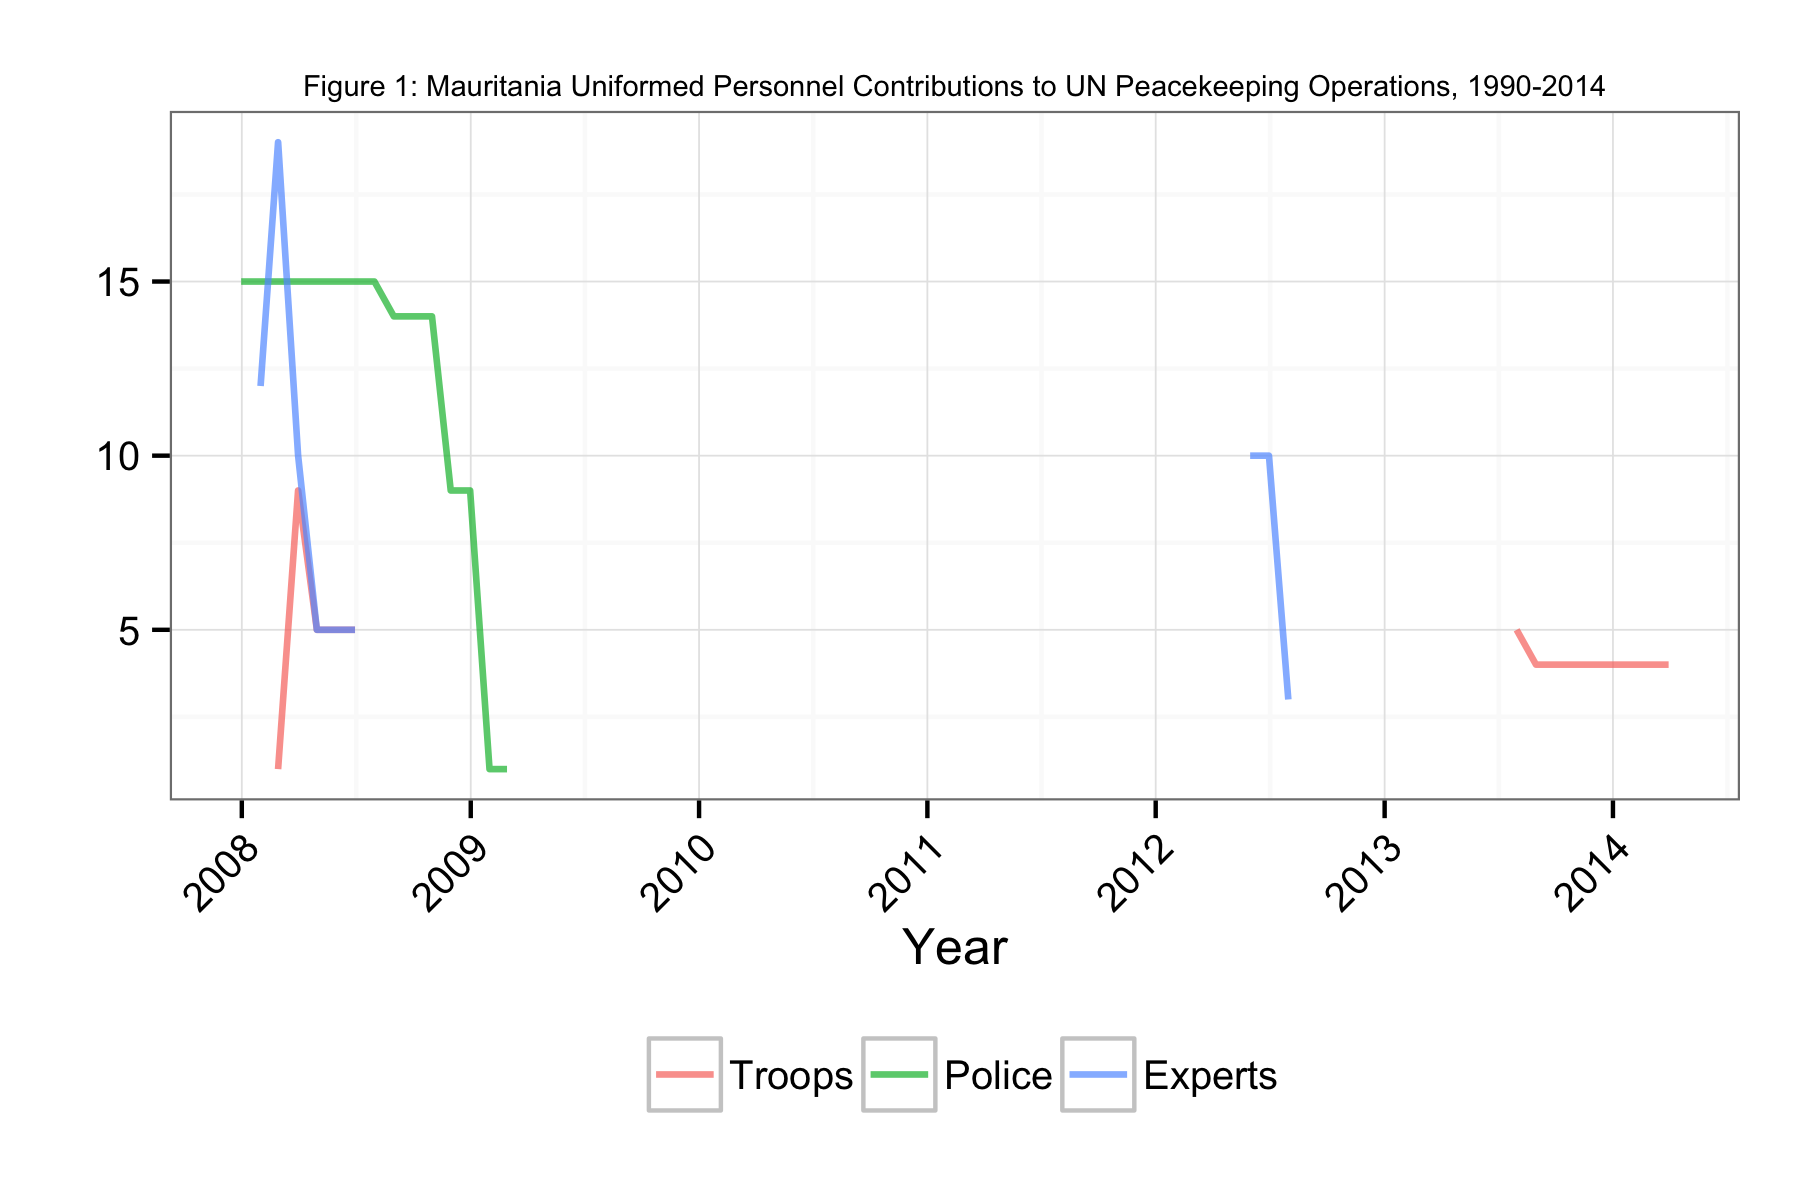 Figure 1: Mauritania Uniformed Personnel Contributions to UN Peacekeeping Operations, 1990-2014
15
10
5
2008 2009 2010 2011 2012 2013 2014
Year
Troops Police Experts